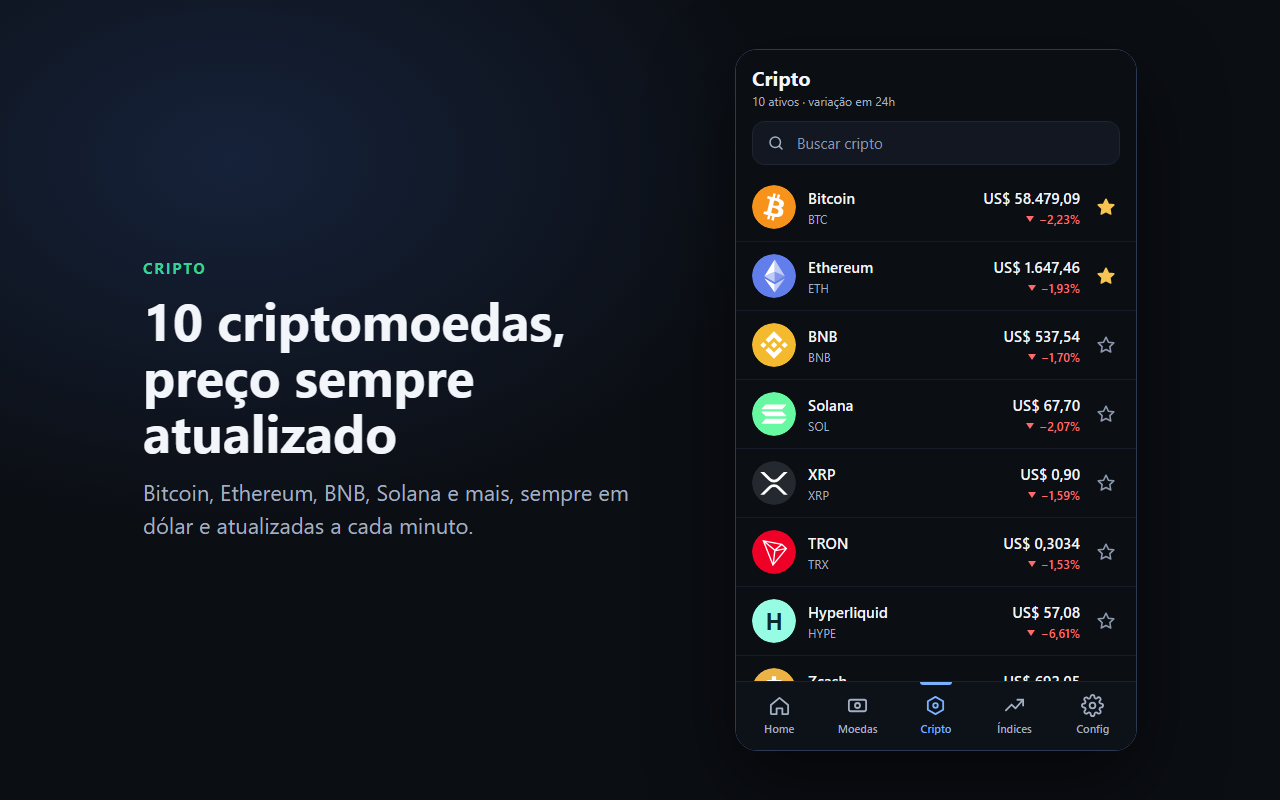 CRIPTO
10 criptomoedas,
preço sempre
atualizado
Bitcoin, Ethereum, BNB, Solana e mais, sempre em
dólar e atualizadas a cada minuto.
Cripto
10 ativos · variação em 24h
Buscar cripto
Bitcoin US$ 58.479,09
BTC ▼ −2,23%
Ethereum US$ 1.647,46
ETH ▼ −1,93%
BNB US$ 537,54
BNB ▼ −1,70%
Solana US$ 67,70
SOL ▼ −2,07%
XRP US$ 0,90
XRP ▼ −1,59%
TRON US$ 0,3034
TRX ▼ −1,53%
H Hyperliquid US$ 57,08
HYPE ▼ −6,61%
Zcash
Home Moedas Cripto Índices Config